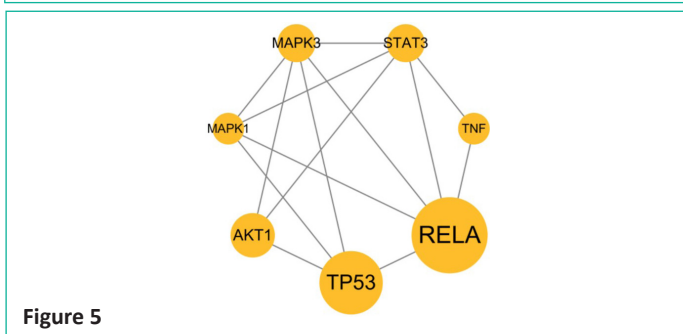 MAPK3
STAT3
MAPK1
TNF
AKT1
RELA
TP53
Figure 5